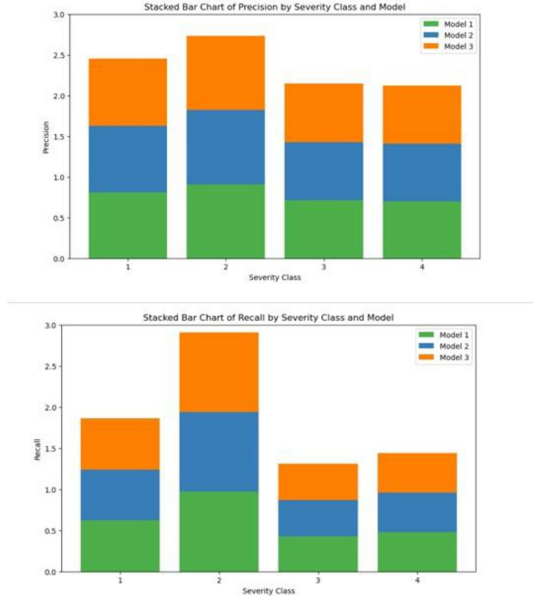 Stacked Bar Chart of Precision by Severity Class and Model
3.0
2.5
2.0
1.5
1.0
0.5
0.0
Precision
Model 1
Model 2
Model 3
1 2 3 4
Severity Class
Stacked Bar Chart of Recall by Severity Class and Model
3.0
2.5
2.0
1.5
1.0
0.5
0.0
Recall
Model 1
Model 2
Model 3
1 2 3 4
Severity Class